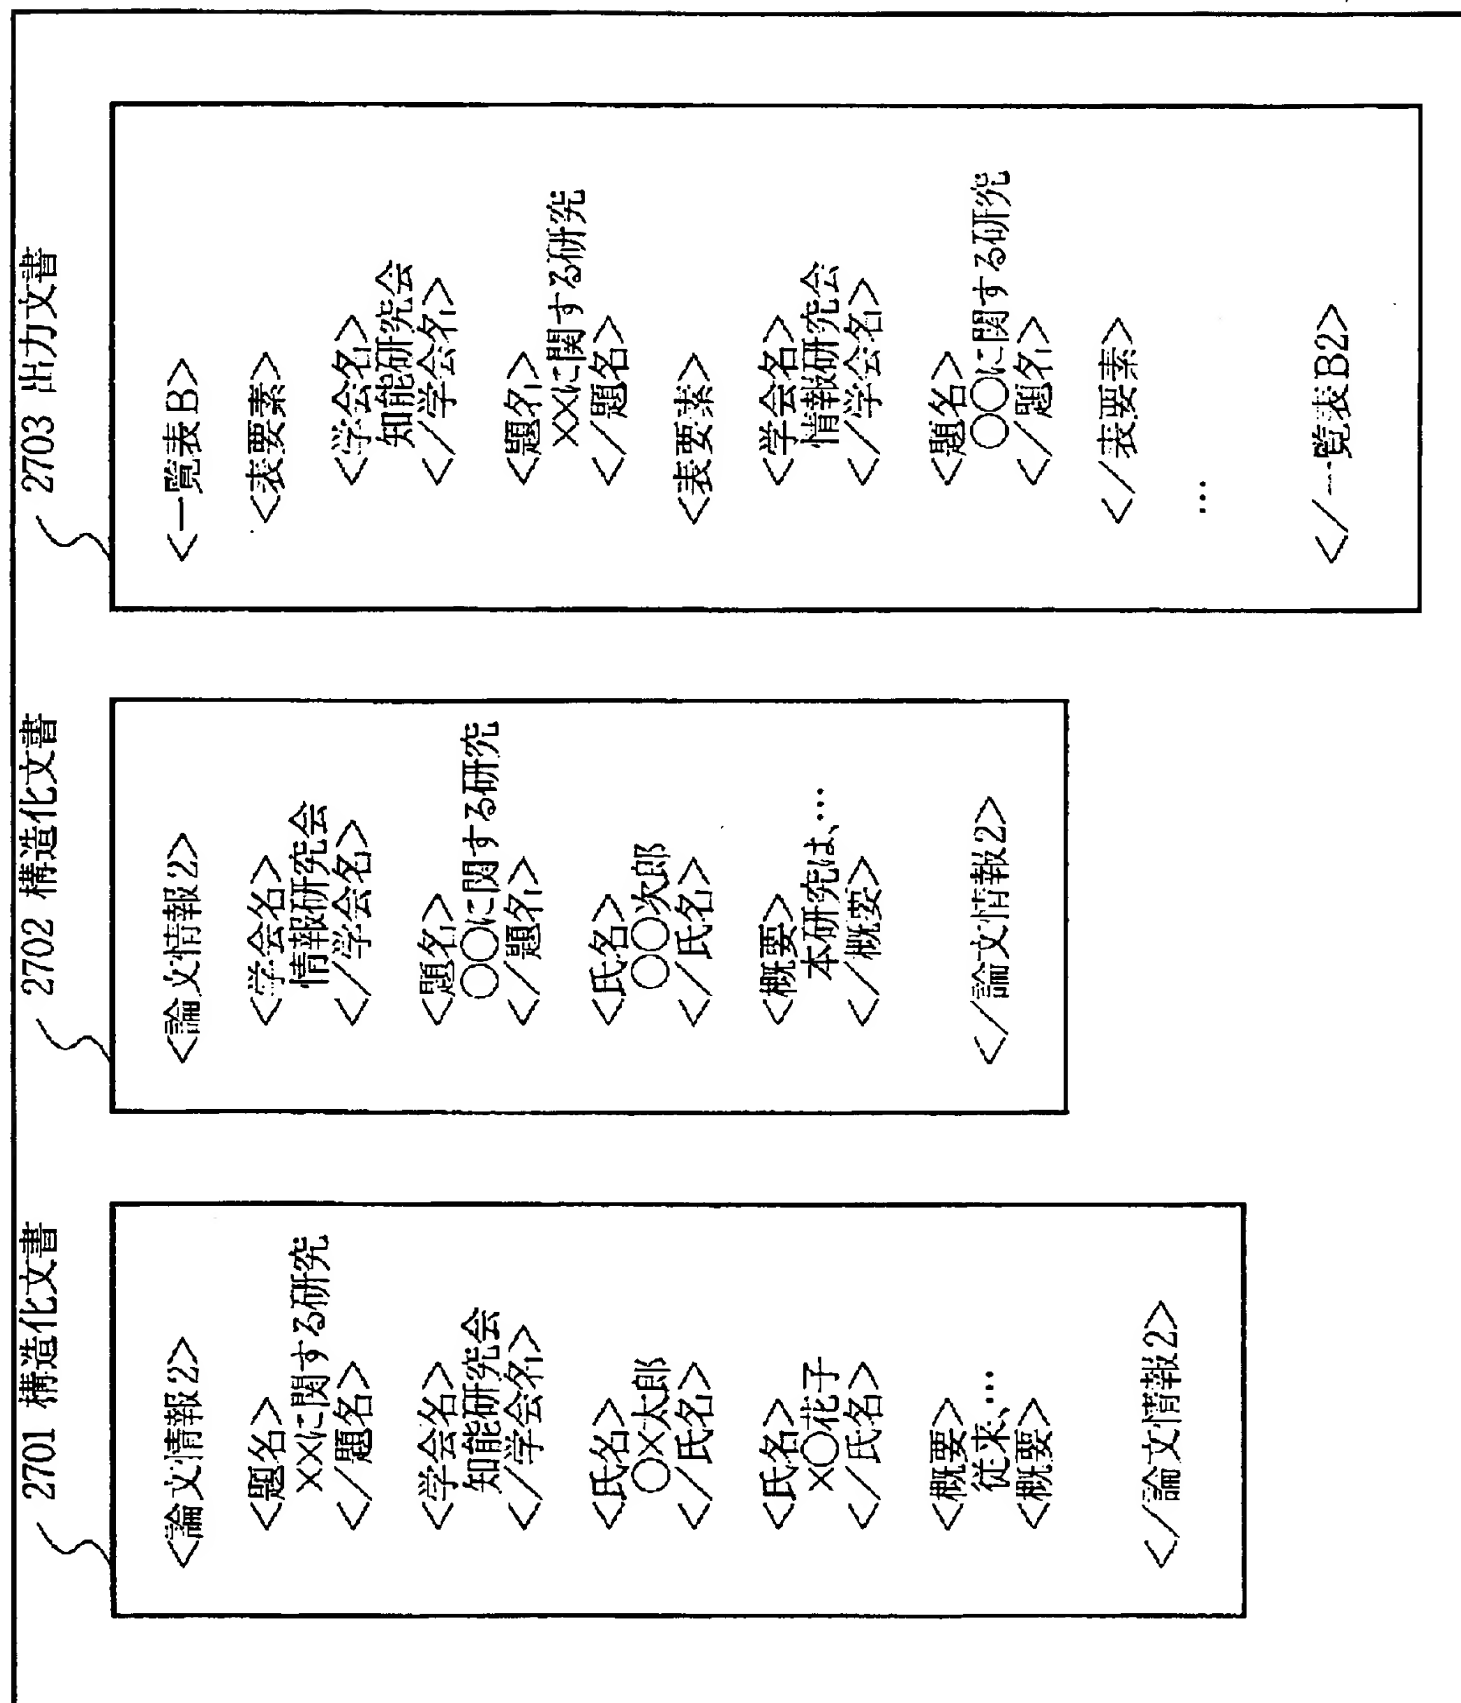 2701 構造化文書
<論文情報2>
<題名>
××に関する研究
</題名>
<学会名>
知能研究会
</学会名>
<氏名>
○×太郎
</氏名>
<氏名>
×○花子
</氏名>
<概要>
従来、…
<概要>
</論文情報2>
2702 構造化文書
<論文情報2>
<学会名>
情報研究会
</学会名>
<題名>
○○に関する研究
</題名>
<氏名>
○○次郎
</氏名>
<概要>
本研究は、…
</概要>
</論文情報2>
2703 出力文書
<一覧表B>
<表要素>
<学会名>
知能研究会
</学会名>
<題名>
××に関する研究
</題名>
<表要素>
<学会名>
情報研究会
</学会名>
<題名>
○○に関する研究
</題名>
</表要素>
…
</一覧表B2>